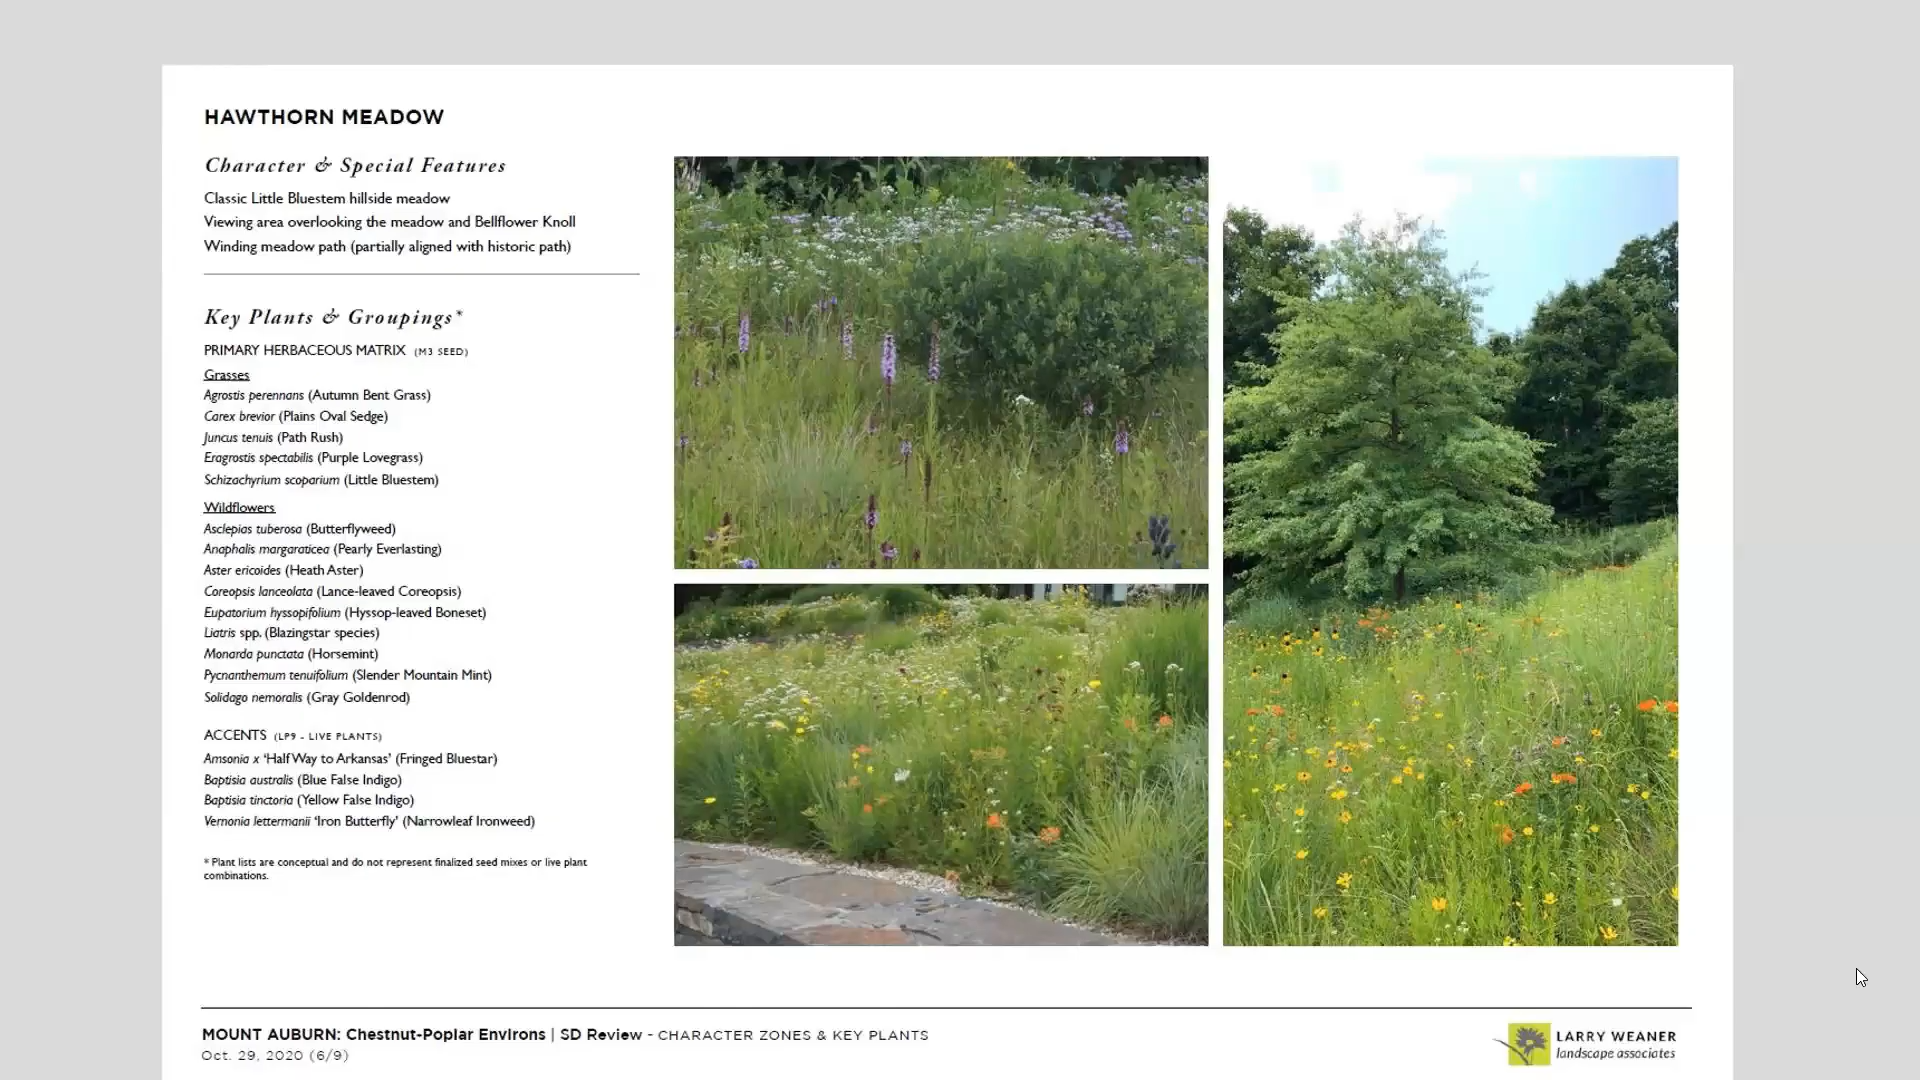 HAWTHORN MEADOW
Character & Special Features
Classic Little Bluestem hillside meadow
Viewing area overlooking the meadow and Bellflower Knoll
Winding meadow path (partially aligned with historic path)
Key Plants & Groupings*
PRIMARY HERBACEOUS MATRIX (M3 SEED)
Grasses
Agrostis perennans (Autumn Bent Grass)
Carex brevior (Plains Oval Sedge)
Juncus tenuis (Path Rush)
Eragrostis spectabilis (Purple Lovegrass)
Schizachyrium scoparium (Little Bluestem)
Wildflowers
Asclepias tuberosa (Butterflyweed)
Anaphalis margaraticea (Pearly Everlasting)
Aster ericoides (Heath Aster)
Coreopsis lanceolata (Lance-leaved Coreopsis)
Eupatorium hyssopifolium (Hyssop-leaved Boneset)
Liatris spp. (Blazingstar species)
Monarda punctata (Horsemint)
Pycnanthemum tenuifolium (Slender Mountain Mint)
Solidago nemoralis (Gray Goldenrod)
ACCENTS (LP9 - LIVE PLANTS)
Amsonia x ‘Half Way to Arkansas’ (Fringed Bluestar)
Baptisia australis (Blue False Indigo)
Baptisia tinctoria (Yellow False Indigo)
Vernonia lettermanii ‘Iron Butterfly’ (Narrowleaf Ironweed)
* Plant lists are conceptual and do not represent finalized seed mixes or live plant
combinations.
MOUNT AUBURN: Chestnut-Poplar Environs | SD Review - CHARACTER ZONES & KEY PLANTS
Oct. 29, 2020 (6/9)
LARRY WEANER
landscape associates